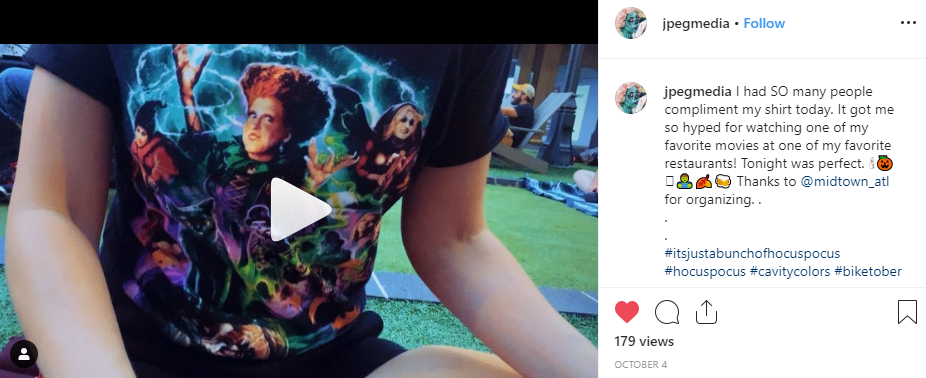 jpegmedia • Follow
jpegmedia I had SO many people
compliment my shirt today. It got me
so hyped for watching one of my
favorite movies at one of my favorite
restaurants! Tonight was perfect. 🕯🎃
🧟‍♂️🍂🍻 Thanks to @midtown_atl
for organizing. .
.
.
#itsjustabunchofhocuspocus
#hocuspocus #cavitycolors #biketober
179 views
OCTOBER 4